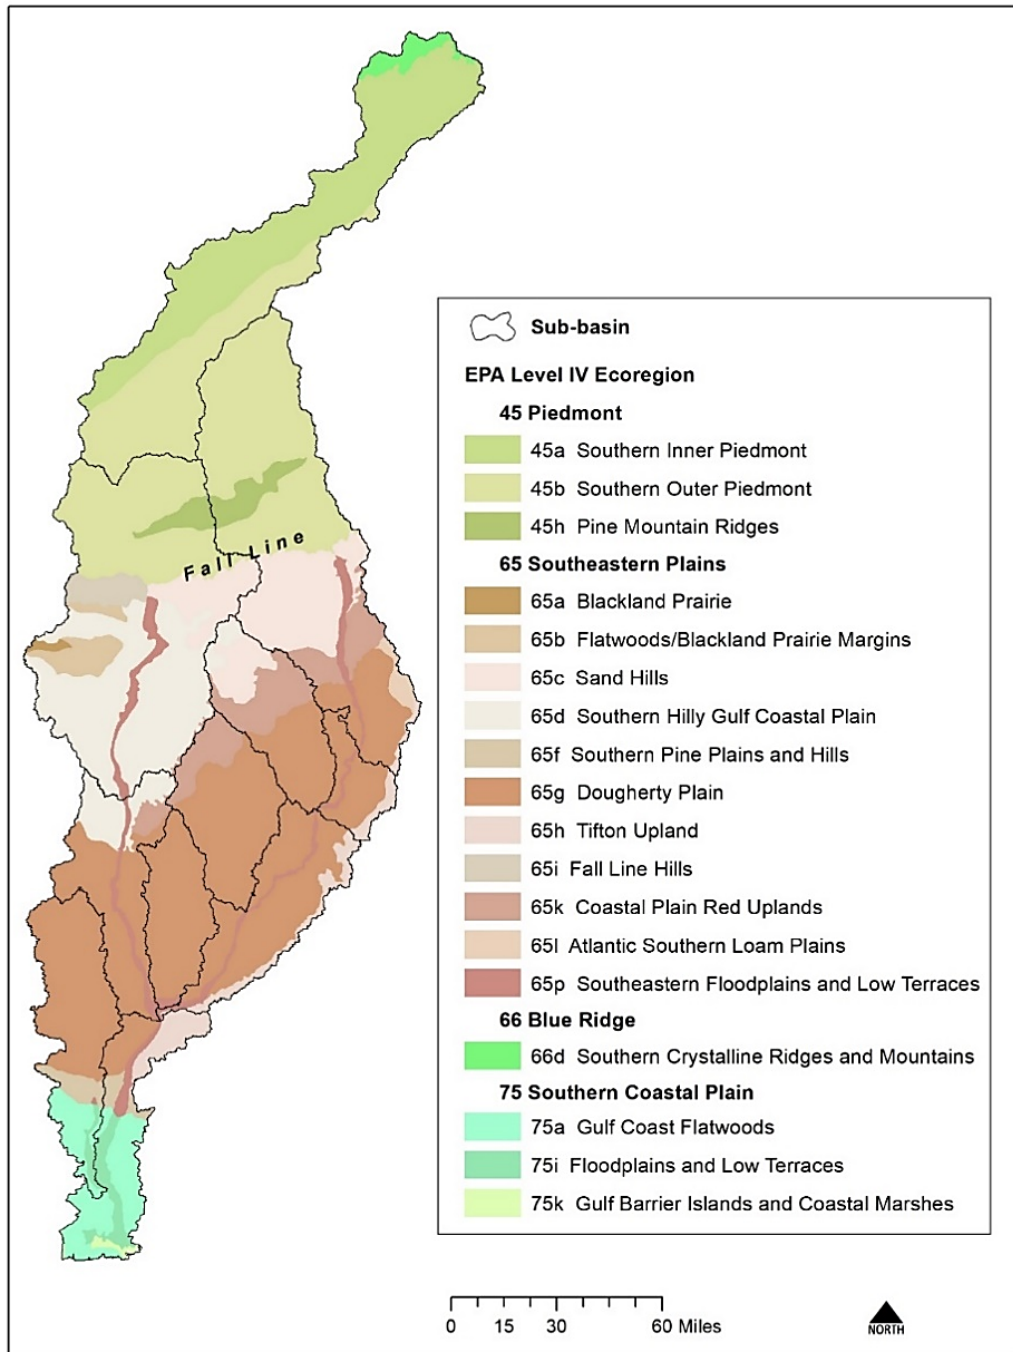 Fall Line
Sub-basin
EPA Level IV Ecoregion
45 Piedmont
45a Southern Inner Piedmont
45b Southern Outer Piedmont
45h Pine Mountain Ridges
65 Southeastern Plains
65a Blackland Prairie
65b Flatwoods/Blackland Prairie Margins
65c Sand Hills
65d Southern Hilly Gulf Coastal Plain
65f Southern Pine Plains and Hills
65g Dougherty Plain
65h Tifton Upland
65i Fall Line Hills
65k Coastal Plain Red Uplands
65l Atlantic Southern Loam Plains
65p Southeastern Floodplains and Low Terraces
66 Blue Ridge
66d Southern Crystalline Ridges and Mountains
75 Southern Coastal Plain
75a Gulf Coast Flatwoods
75i Floodplains and Low Terraces
75k Gulf Barrier Islands and Coastal Marshes
0 15 30 60 Miles
NORTH